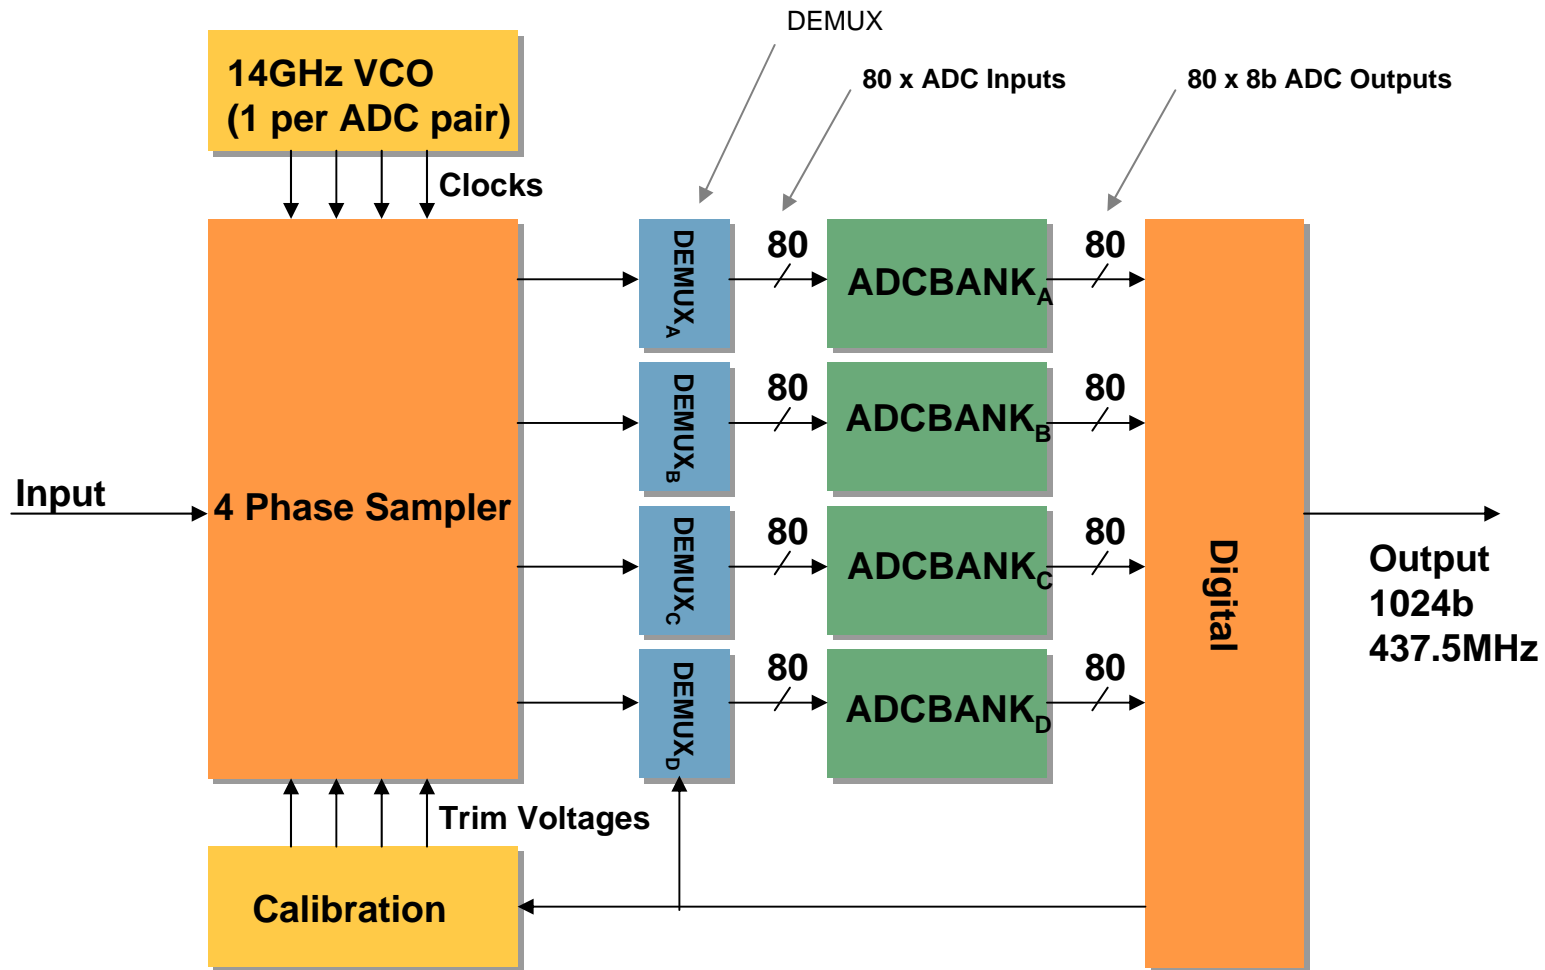 DEMUX
14GHz VCO
(1 per ADC pair)
80 x ADC Inputs
80 x 8b ADC Outputs
Clocks
DEMUXA
80
ADCBANKA
80
DEMUXB
80
ADCBANKB
80
Input
4 Phase Sampler
DEMUXC
80
ADCBANKC
80
Digital
Output
1024b
437.5MHz
DEMUXD
80
ADCBANKD
80
Trim Voltages
Calibration